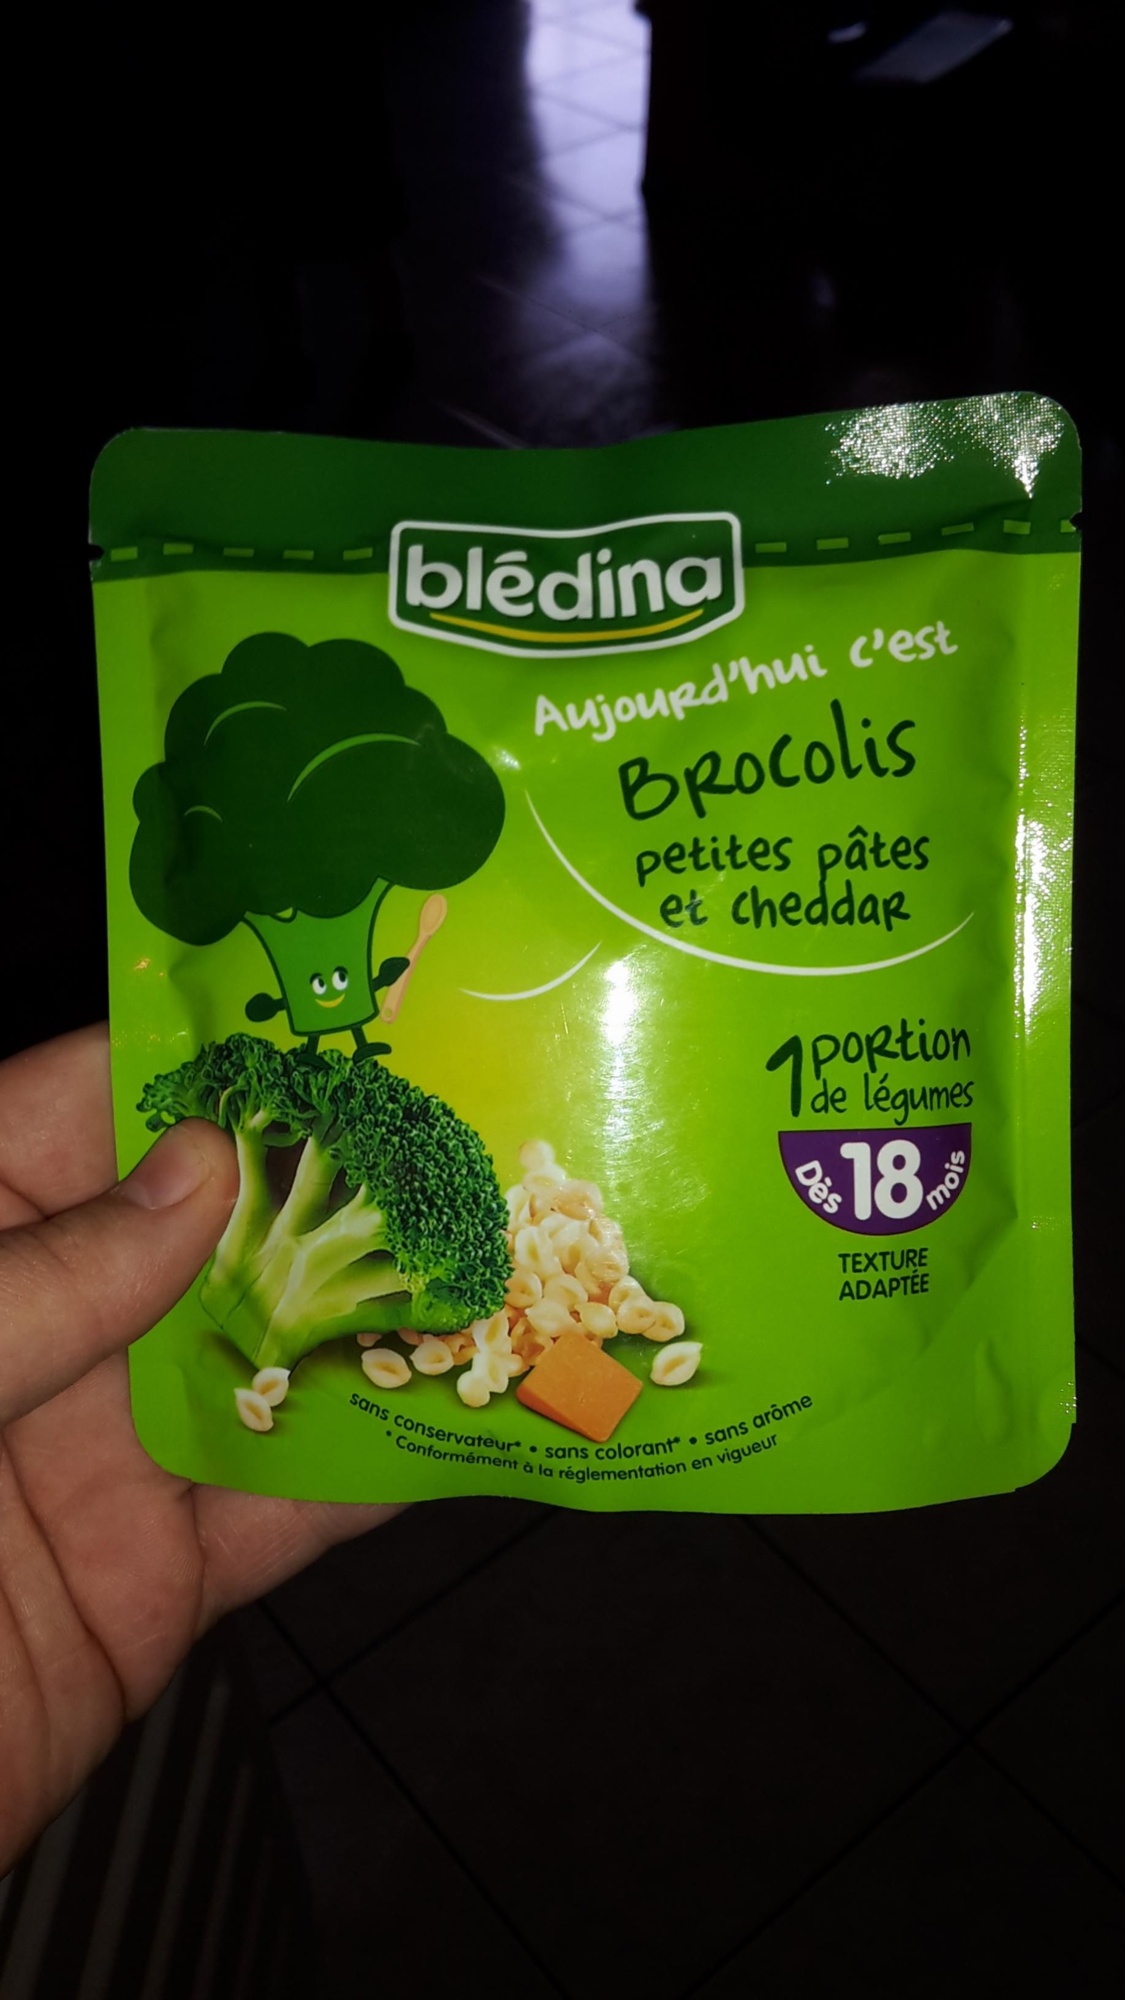 blédina
Aujourd'hui c'est
Brocolis
petites pâtes
et cheddar
1 portion
de légumes
Dès 18 mois
TEXTURE
ADAPTÉE
sans conservateur* • sans colorant* • sans arôme
* Conformément à la réglementation en vigueur